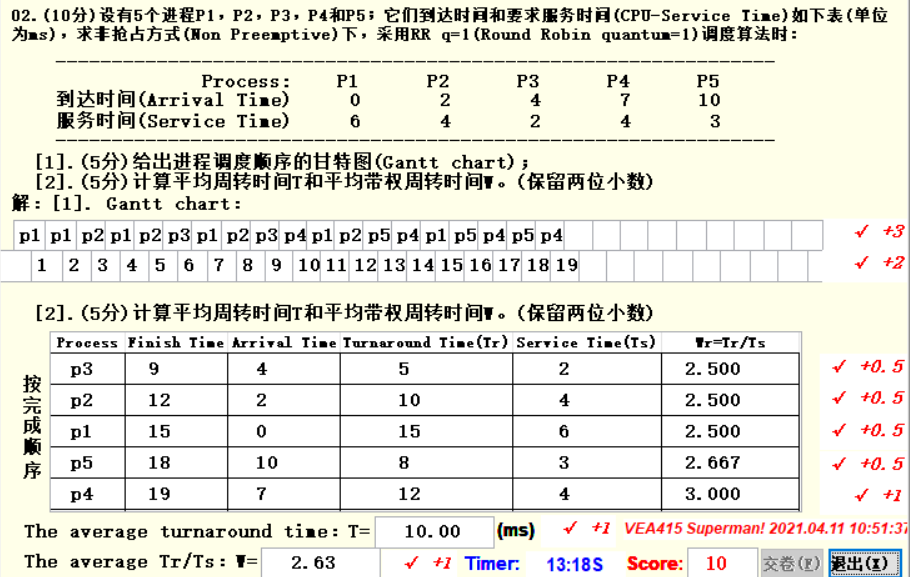 02.(10分)设有5个进程P1，P2，P3，P4和P5；它们到达时间和要求服务时间(CPU-Service Time)如下表(单位
为ms)，求非抢占方式(Non Preemptive)下，采用RR q=1(Round Robin quantum=1)调度算法时：
Process: P1 P2 P3 P4 P5
到达时间(Arrival Time) 0 2 4 7 10
服务时间(Service Time) 6 4 2 4 3
[1].(5分)给出进程调度顺序的甘特图(Gantt chart)；
[2].(5分)计算平均周转时间T和平均带权周转时间W。(保留两位小数)
解：[1]. Gantt chart:
p1 p1 p2 p1 p2 p3 p1 p2 p3 p4 p1 p2 p5 p4 p1 p5 p4 p5 p4 √ +3
1 2 3 4 5 6 7 8 9 10 11 12 13 14 15 16 17 18 19 √ +2
[2].(5分)计算平均周转时间T和平均带权周转时间W。(保留两位小数)
按完成顺序
Process Finish Time Arrival Time Turnaround Time(Tr) Service Time(Ts) Wr=Tr/Ts
p3 9 4 5 2 2.500 √ +0.5
p2 12 2 10 4 2.500 √ +0.5
p1 15 0 15 6 2.500 √ +0.5
p5 18 10 8 3 2.667 √ +0.5
p4 19 7 12 4 3.000 √ +1
The average turnaround time: T= 10.00 (ms) √ +1 VEA415 Superman! 2021.04.11 10:51:37
The average Tr/Ts: W= 2.63 √ +1 Timer: 13:18S Score: 10 交卷(F) 退出(X)